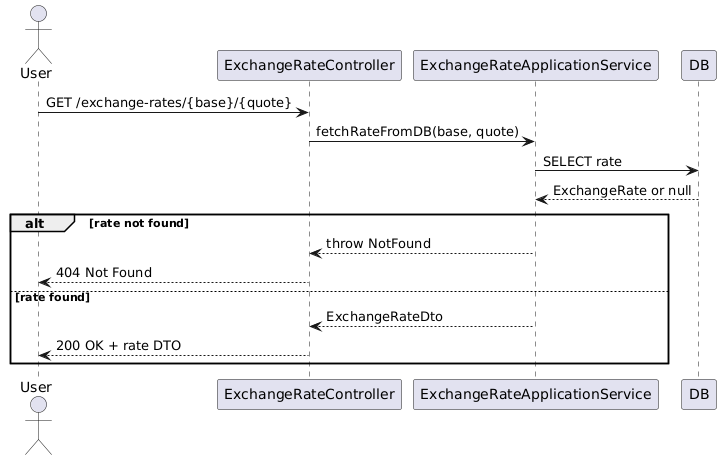 User
ExchangeRateController
ExchangeRateApplicationService
DB
GET /exchange-rates/{base}/{quote}
fetchRateFromDB(base, quote)
SELECT rate
ExchangeRate or null
alt
[rate not found]
throw NotFound
404 Not Found
[rate found]
ExchangeRateDto
200 OK + rate DTO
User
ExchangeRateController
ExchangeRateApplicationService
DB